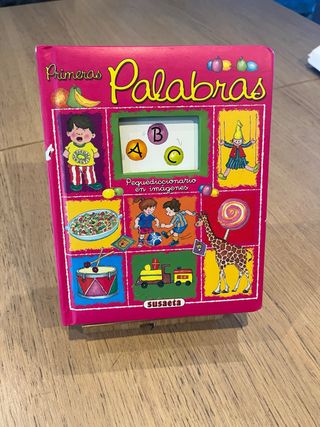 Primeras
Palabras
B
A
C
Pequediccionario
en imágenes
susaeta